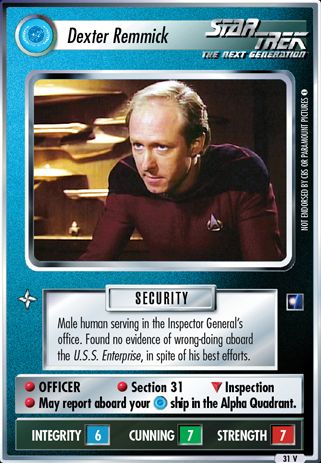 Dexter Remmick
STAR TREK
THE NEXT GENERATION
NOT ENDORSED BY CBS OR PARAMOUNT PICTURES
SECURITY
Male human serving in the Inspector General's
office. Found no evidence of wrong-doing aboard
the U.S.S. Enterprise, in spite of his best efforts.
OFFICER Section 31 Inspection
May report aboard your ship in the Alpha Quadrant.
INTEGRITY 6 CUNNING 7 STRENGTH 7
31 V